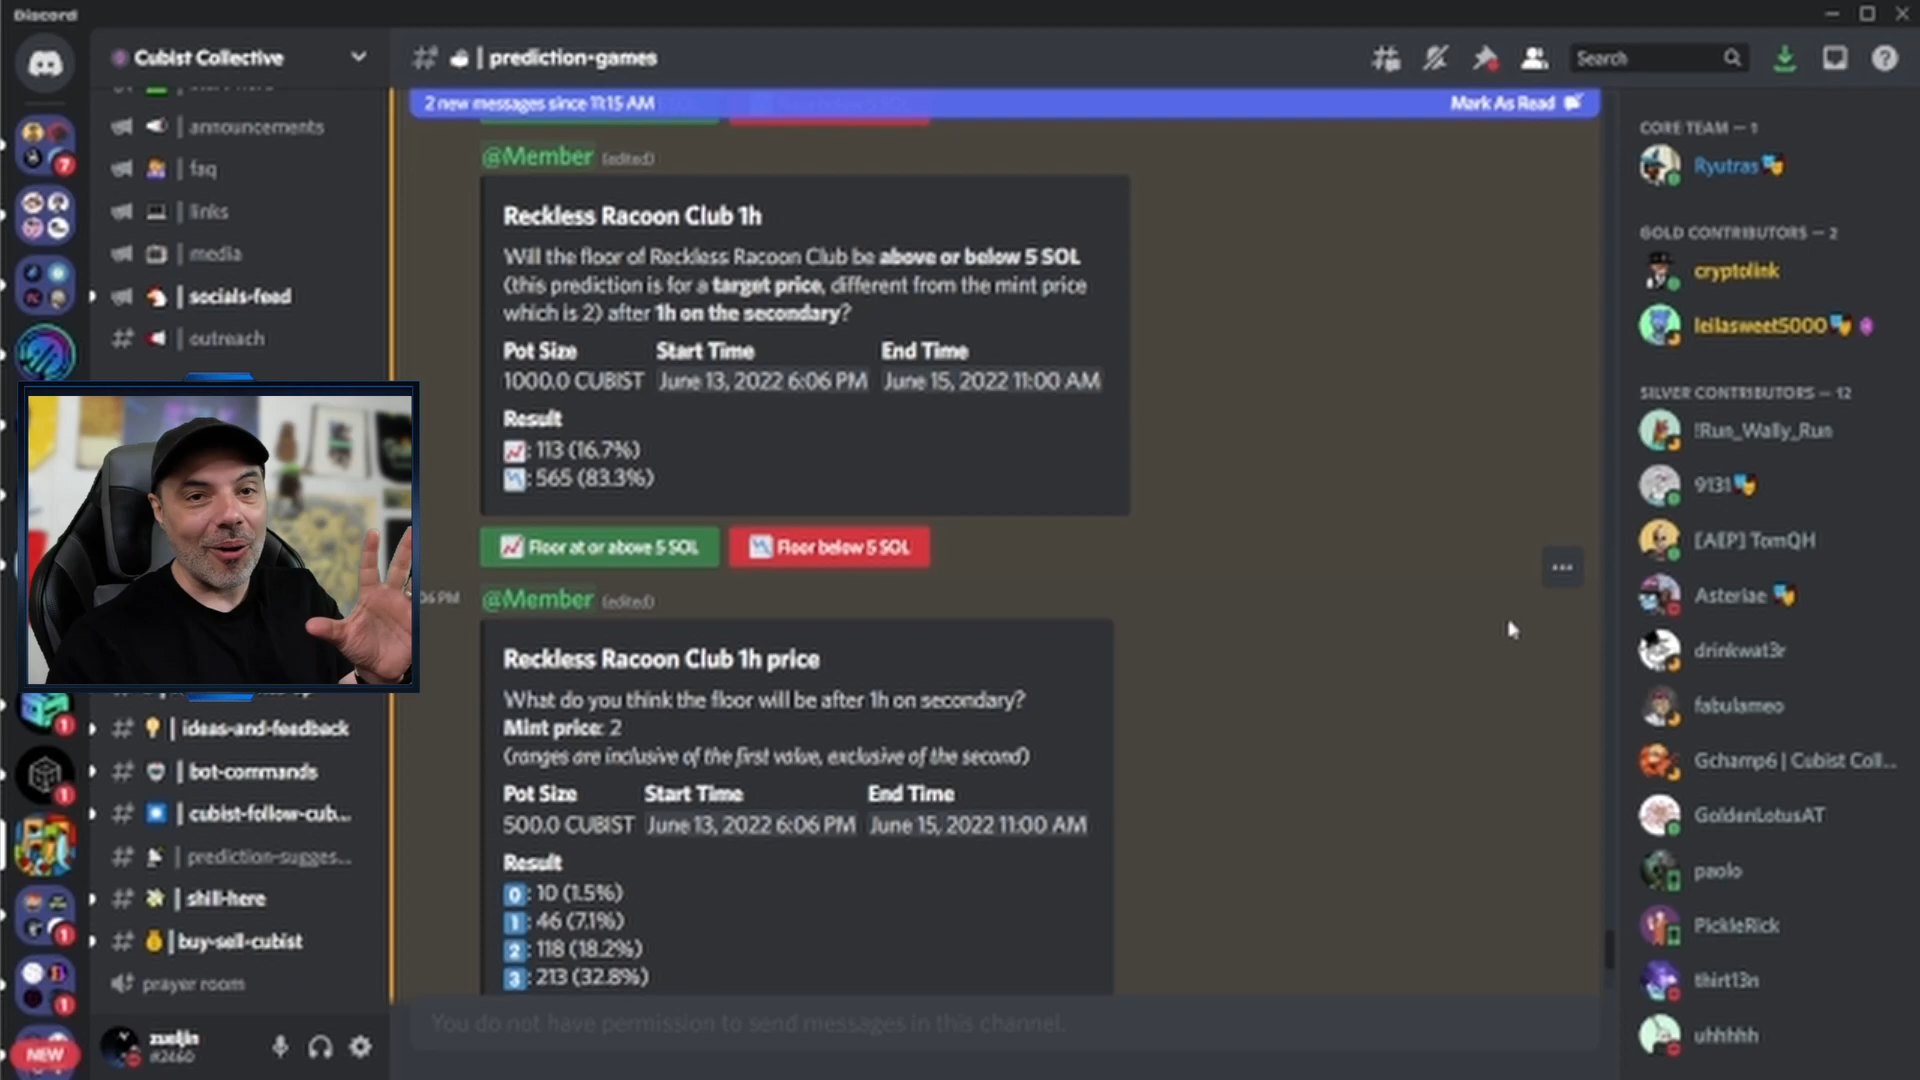 Discord
Cubist Collective
announcements
faq
links
media
socials-feed
outreach
ideas-and-feedback
bot-commands
cubist-follow-cub...
prediction-sugges...
shill-here
buy-sell-cubist
prayer room
zueljin
#2460
NEW
7
1
1
1
1
| prediction-games
Search
2 new messages since 11:15 AM
Mark As Read
@Member (edited)
Reckless Racoon Club 1h
Will the floor of Reckless Racoon Club be above or below 5 SOL
(this prediction is for a target price, different from the mint price
which is 2) after 1h on the secondary?
Pot Size Start Time End Time
1000.0 CUBIST June 13, 2022 6:06 PM June 15, 2022 11:00 AM
Result
: 113 (16.7%)
: 565 (83.3%)
Floor at or above 5 SOL Floor below 5 SOL
06 PM @Member (edited)
Reckless Racoon Club 1h price
What do you think the floor will be after 1h on secondary?
Mint price: 2
(ranges are inclusive of the first value, exclusive of the second)
Pot Size Start Time End Time
500.0 CUBIST June 13, 2022 6:06 PM June 15, 2022 11:00 AM
Result
0: 10 (1.5%)
1: 46 (7.1%)
2: 118 (18.2%)
3: 213 (32.8%)
You do not have permission to send messages in this channel.
CORE TEAM — 1
Ryutras
GOLD CONTRIBUTORS — 2
cryptolink
leilasweet5000
SILVER CONTRIBUTORS — 12
!Run_Wally_Run
9131
[AEP] TomQH
Asteriae
drinkwat3r
fabulameo
Gchamp6 | Cubist Coll...
GoldenLotusAT
paolo
PickleRick
thirt13n
uhhhhh